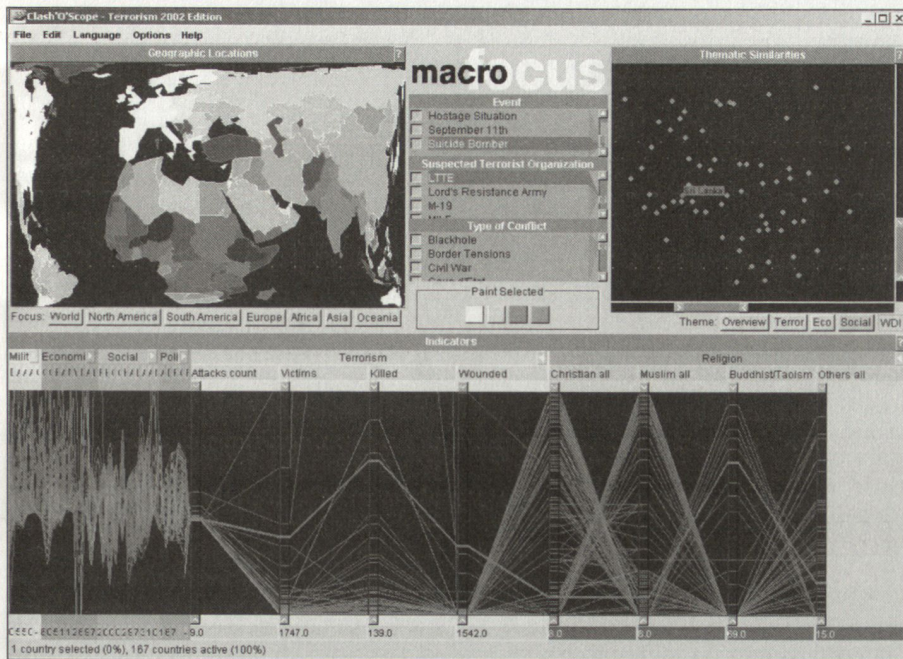 Clash'O'Scope - Terrorism 2002 Edition
File Edit Language Options Help
Geographic Locations ?
Focus: World North America South America Europe Africa Asia Oceania
macro focus
Event
Hostage Situation
September 11th
Suicide Bomber
Suspected Terrorist Organization
LTTE
Lord's Resistance Army
M-19
Type of Conflict
Blackhole
Border Tensions
Civil War
Paint Selected
Thematic Similarities ?
Sri Lanka
Theme: Overview Terror Eco Social WDI
Indicators ?
Milit Economi Social Poli Terrorism Religion
Attacks count Victims Killed Wounded Christian all Muslim all Buddhist/Taoism Others all
9.0 1747.0 139.0 1542.0 69.0 15.0
1 country selected (0%), 167 countries active (100%)